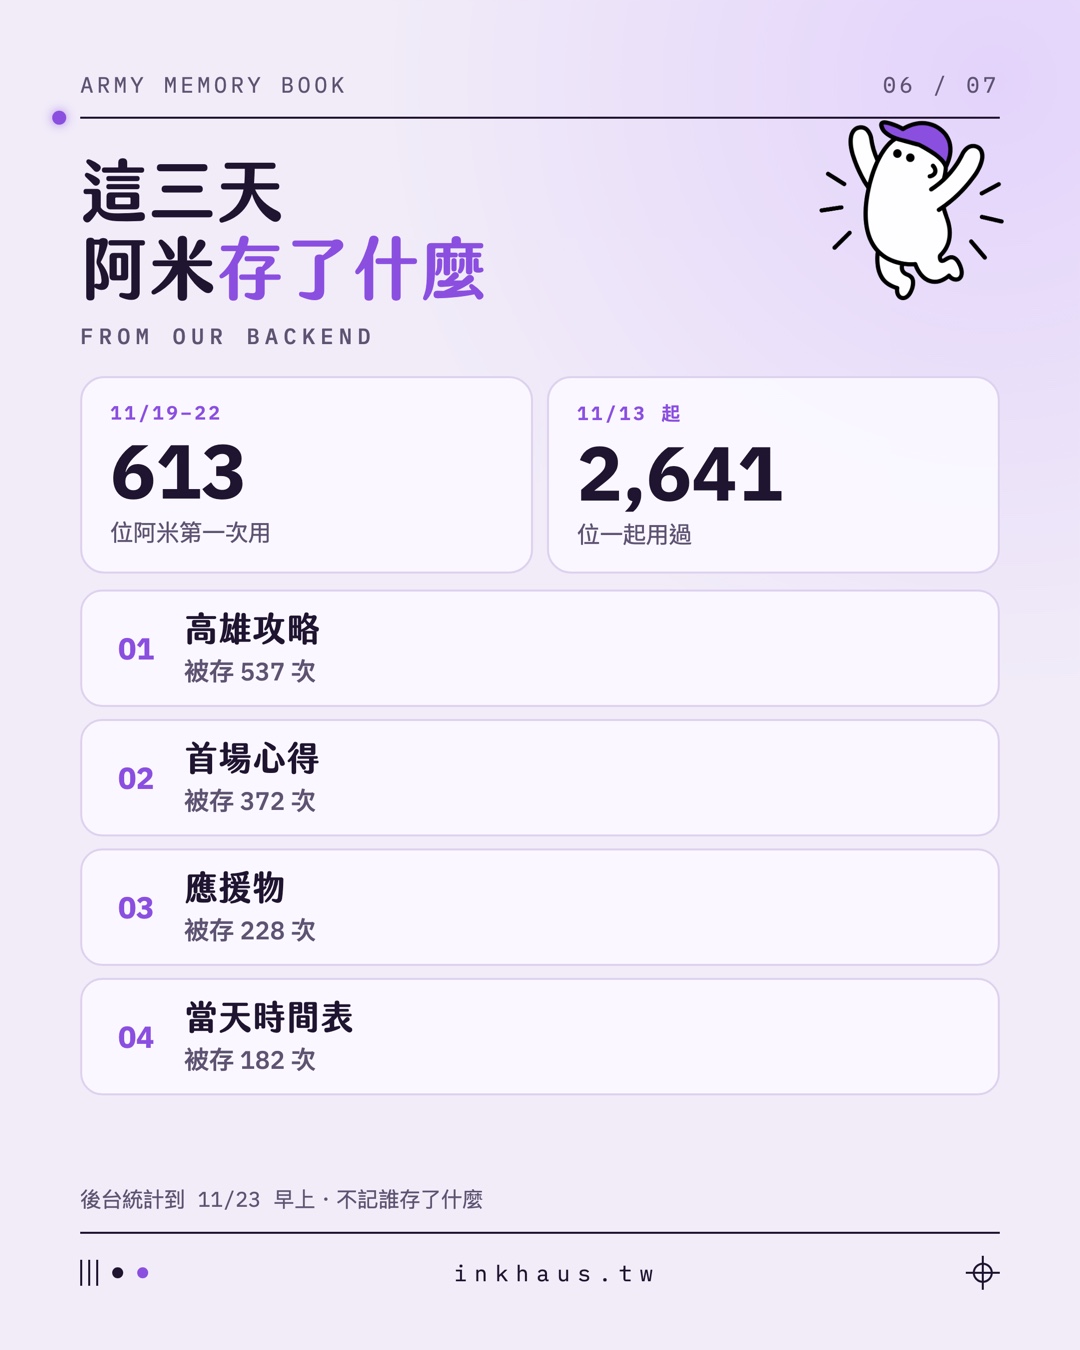 ARMY MEMORY BOOK
06 / 07
這三天
阿米存了什麼
FROM OUR BACKEND
11/19–22
613
位阿米第一次用
11/13 起
2,641
位一起用過
01
高雄攻略
被存 537 次
02
首場心得
被存 372 次
03
應援物
被存 228 次
04
當天時間表
被存 182 次
後台統計到 11/23 早上・不記誰存了什麼
inkhaus.tw